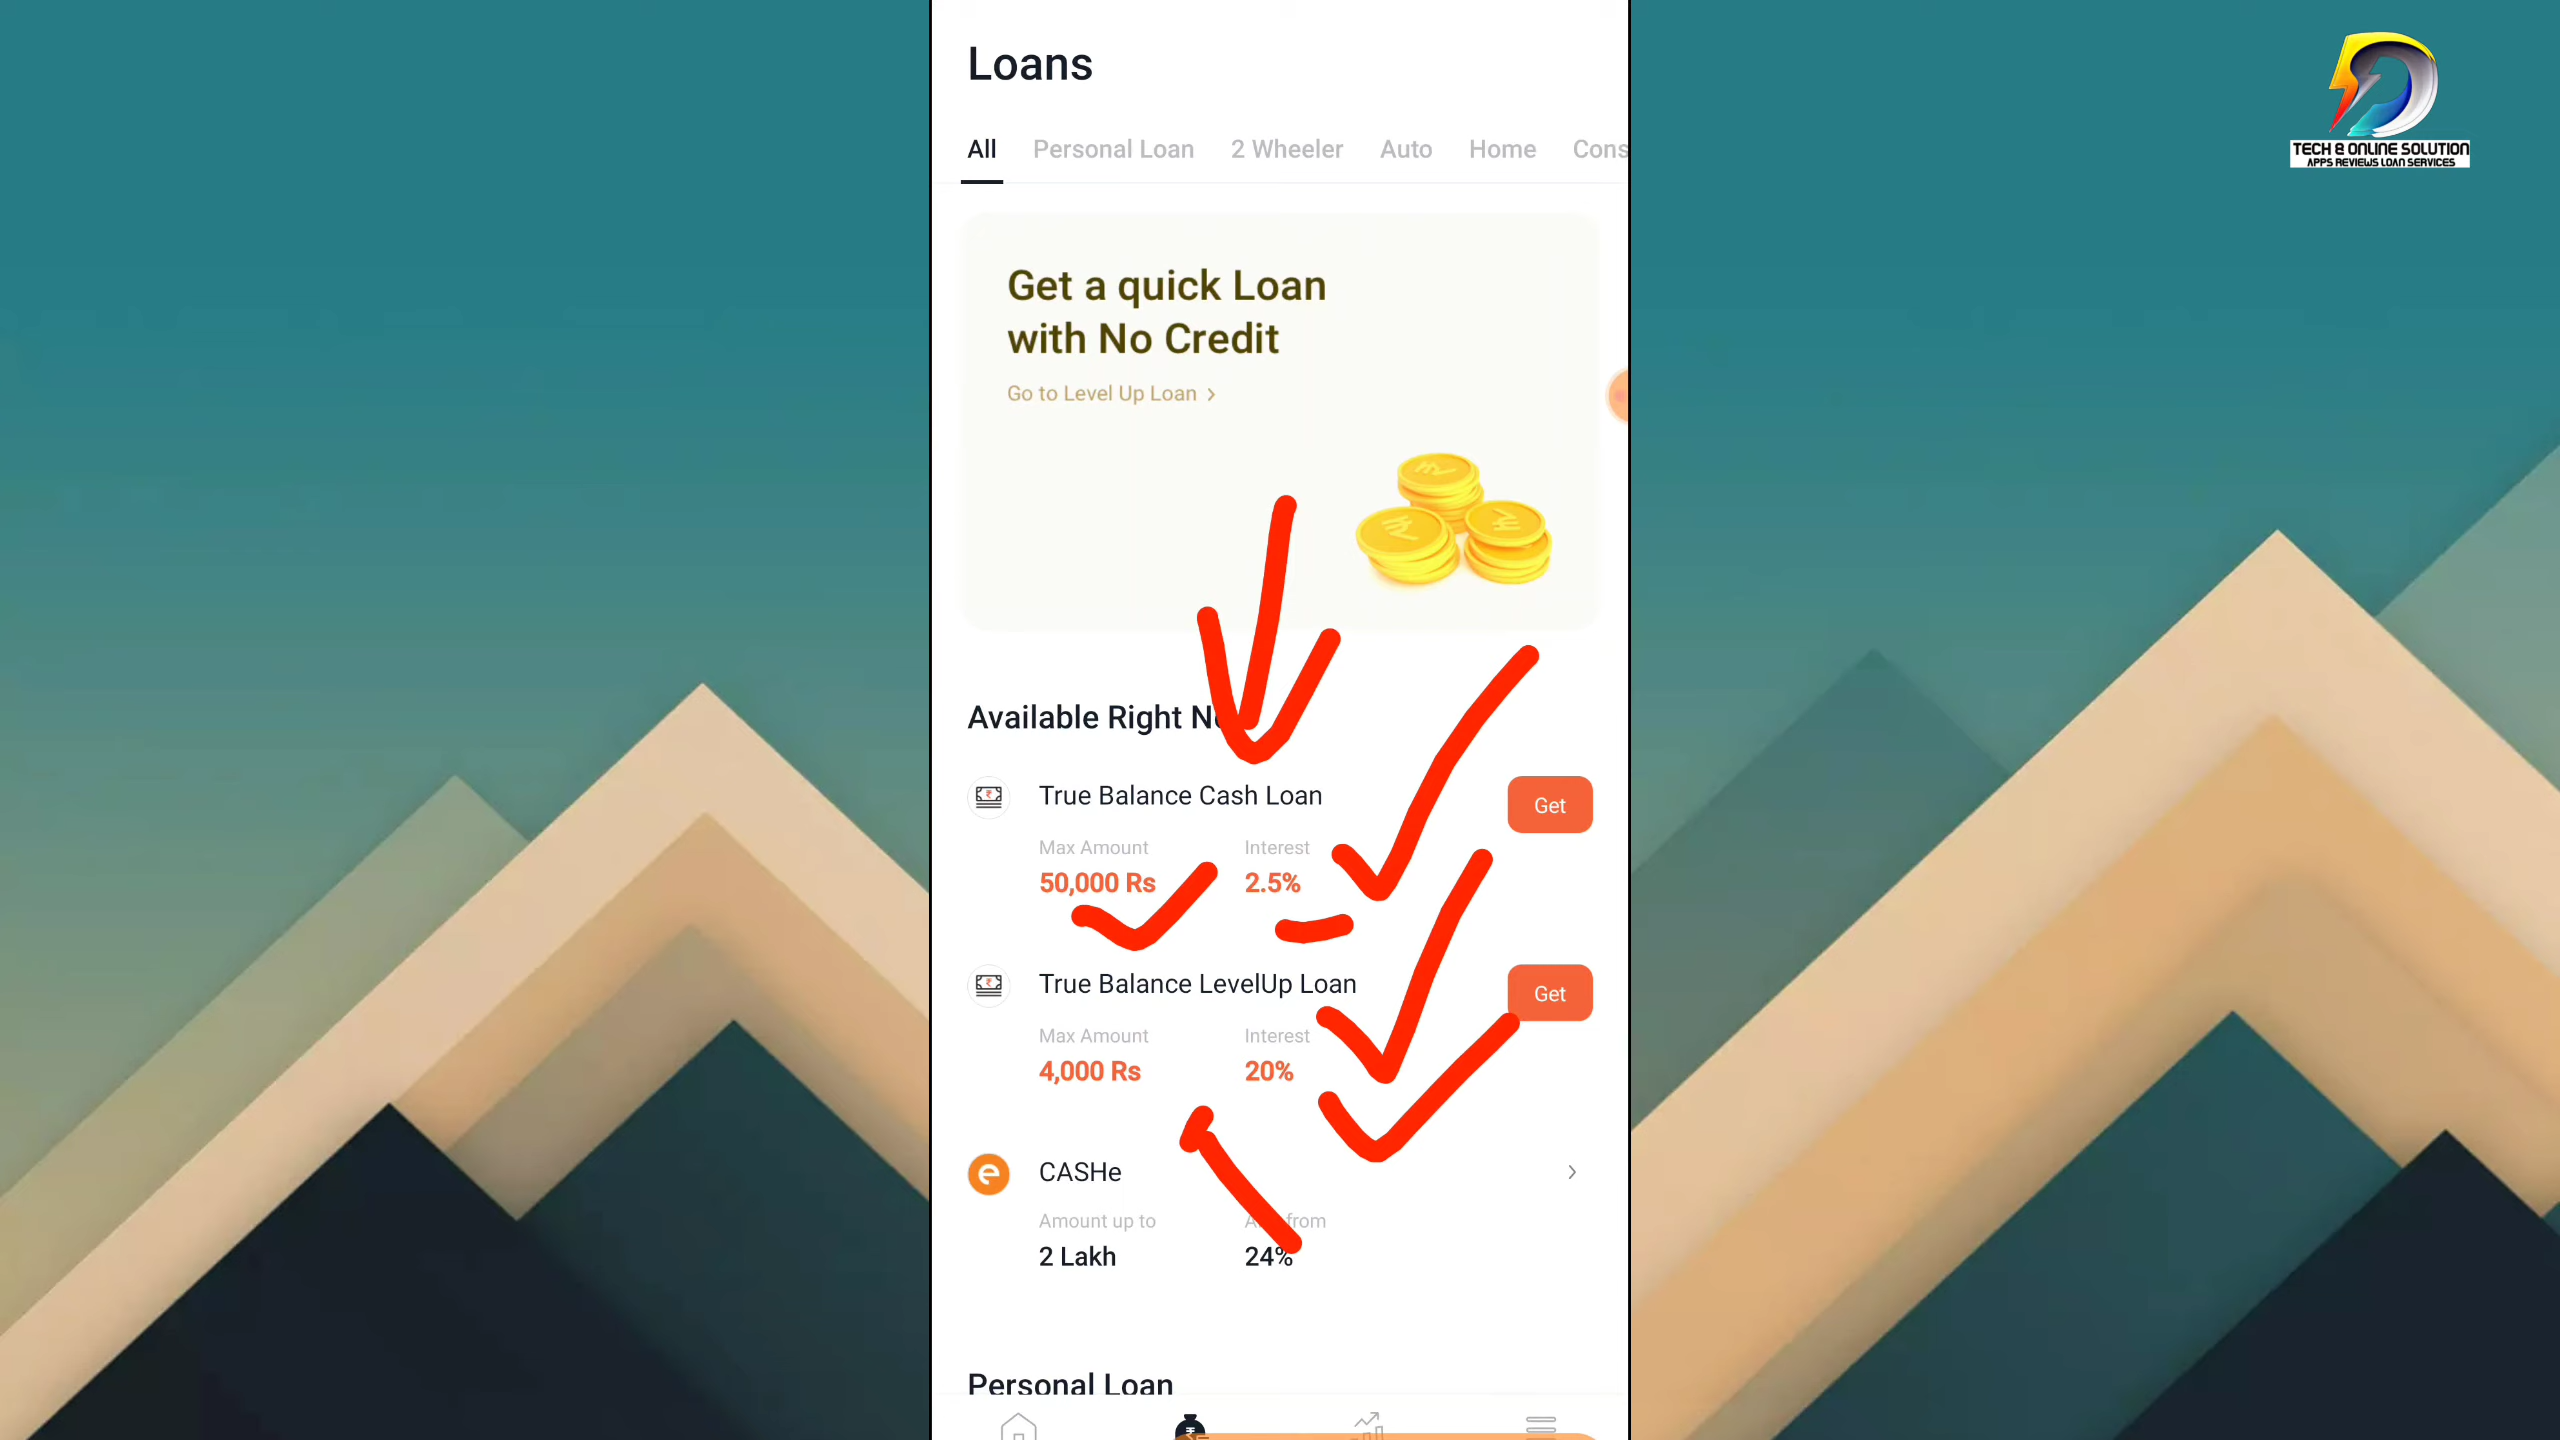 Loans
All Personal Loan 2 Wheeler Auto Home Cons
TECH & ONLINE SOLUTION
APPS REVIEWS LOAN SERVICES
Get a quick Loan
with No Credit
Go to Level Up Loan >
Available Right
True Balance Cash Loan
Get
Max Amount Interest
50,000 Rs 2.5%
True Balance LevelUp Loan
Get
Max Amount Interest
4,000 Rs 20%
CASHe
Amount up to from
2 Lakh 24%
Personal Loan